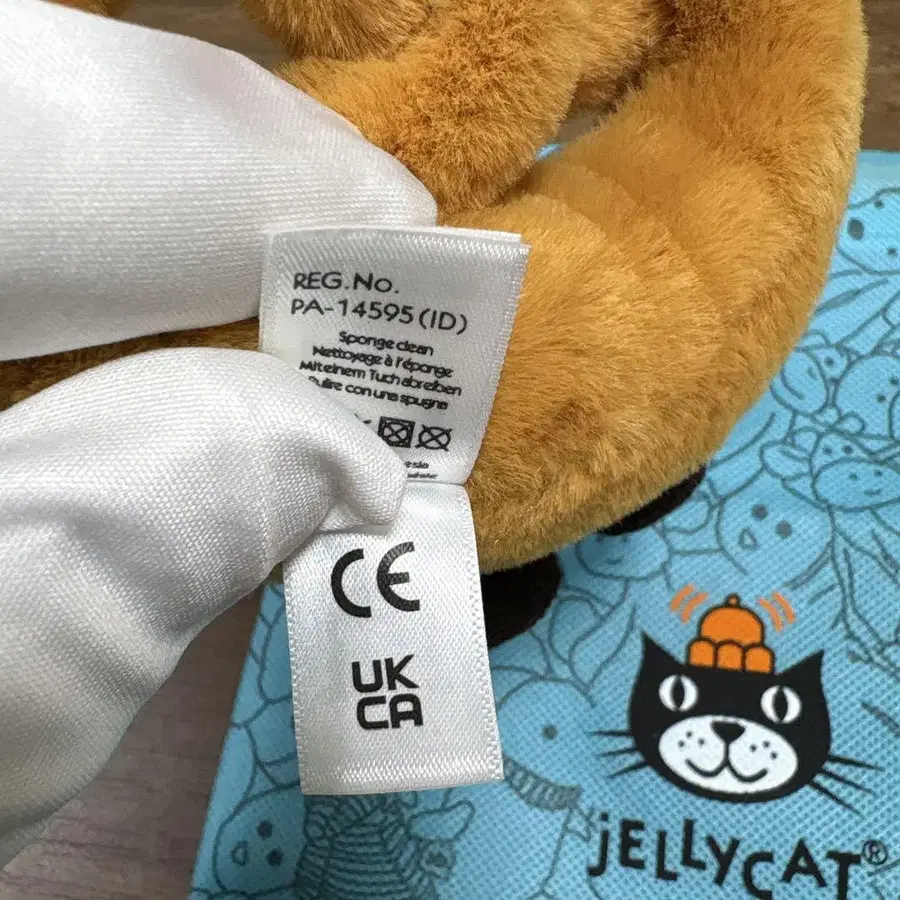 REG.No.
PA-14595(ID)
Sponge clean
Nettoyage à l'éponge
Mit einem Tuch abreiben
Pulire con una spugna
CE
UK
CA
JELLYCAT®